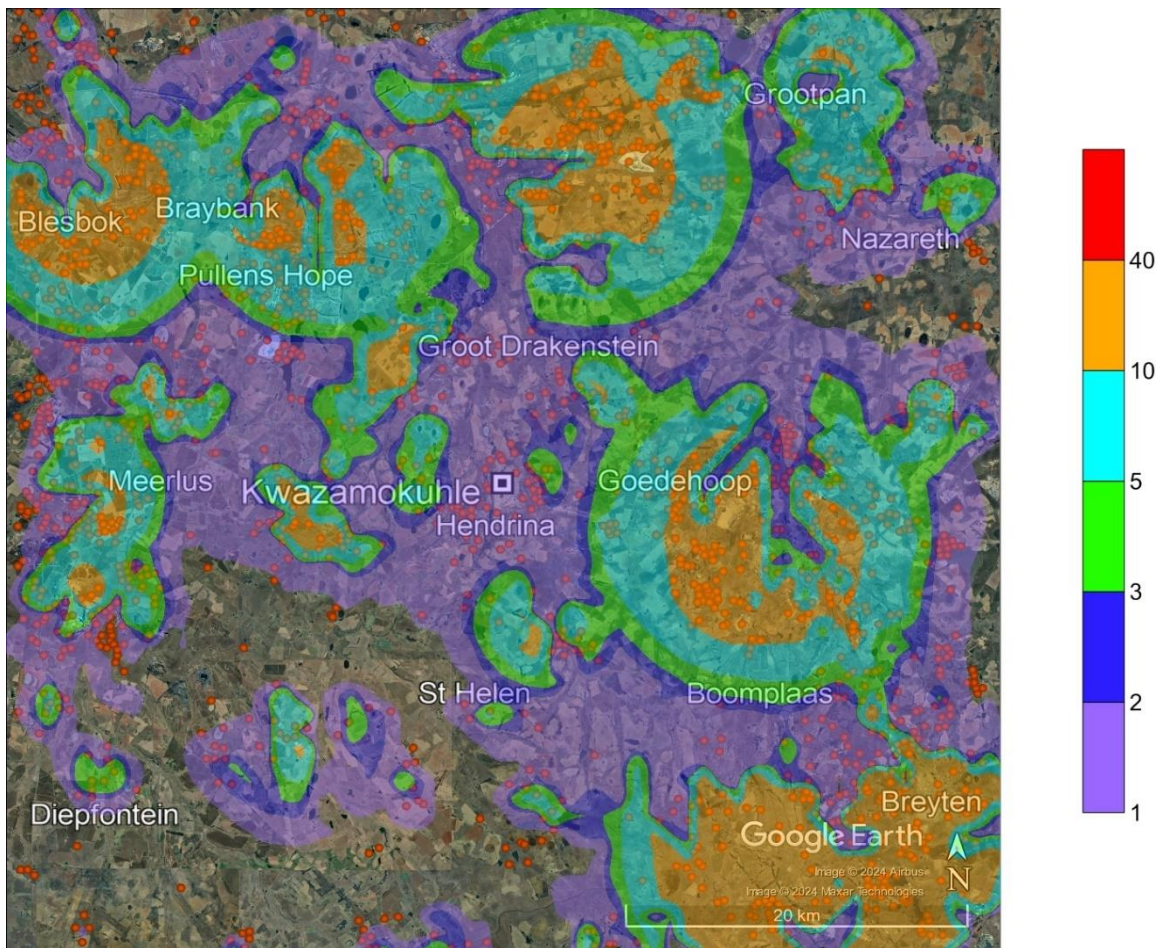 Grootpan
Blesbok
Braybank
Nazareth
Pullens Hope
Groot Drakenstein
Meerlus
Kwazamokuhle
Goedehoop
Hendrina
St Helen
Boomplaas
Diepfontein
Breyten
Google Earth
Image © 2024 Airbus
Image © 2024 Maxar Technologies
N
20 km
40
10
5
3
2
1